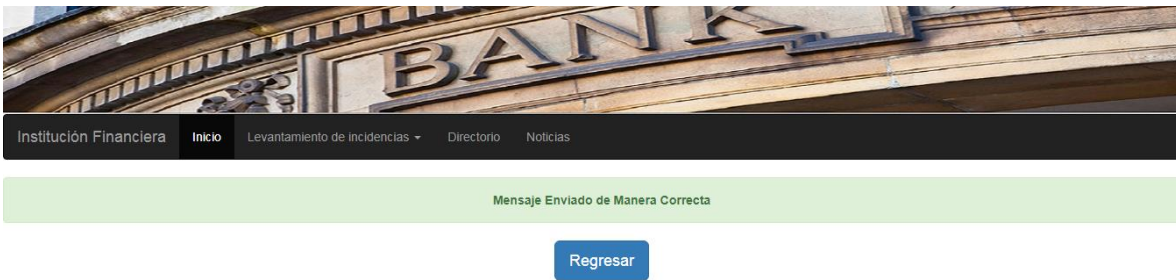 BANK
Institución Financiera Inicio Levantamiento de incidencias Directorio Noticias
Mensaje Enviado de Manera Correcta
Regresar